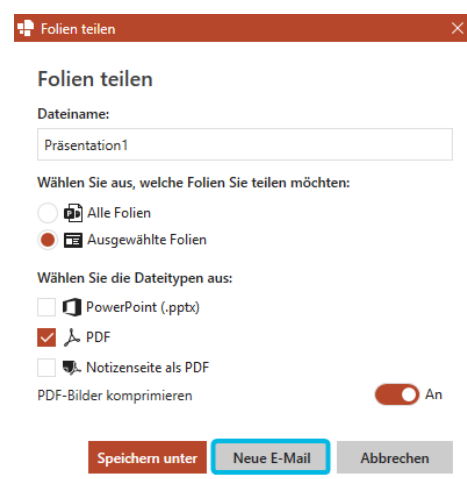 Folien teilen
Folien teilen
Dateiname:
Präsentation1
Wählen Sie aus, welche Folien Sie teilen möchten:
Alle Folien
Ausgewählte Folien
Wählen Sie die Dateitypen aus:
PowerPoint (.pptx)
PDF
Notizenseite als PDF
PDF-Bilder komprimieren An
Speichern unter Neue E-Mail Abbrechen